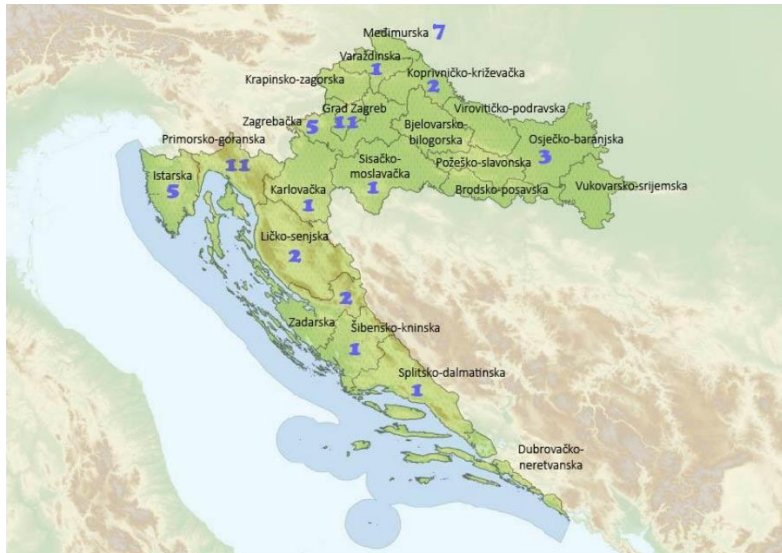 Međimurska 7
Varaždinska
1
Koprivničko-križevačka
2
Krapinsko-zagorska
Grad Zagreb
11
Virovitičko-podravska
Zagrebačka
5
Bjelovarsko-
bilogorska
Osječko-baranjska
3
Primorsko-goranska
11
Sisačko-
moslavačka
1
Požeško-slavonska
Istarska
5
Karlovačka
1
Brodsko-posavska
Vukovarsko-srijemska
Ličko-senjska
2
2
Zadarska
Šibensko-kninska
1
Splitsko-dalmatinska
1
Dubrovačko-
neretvanska